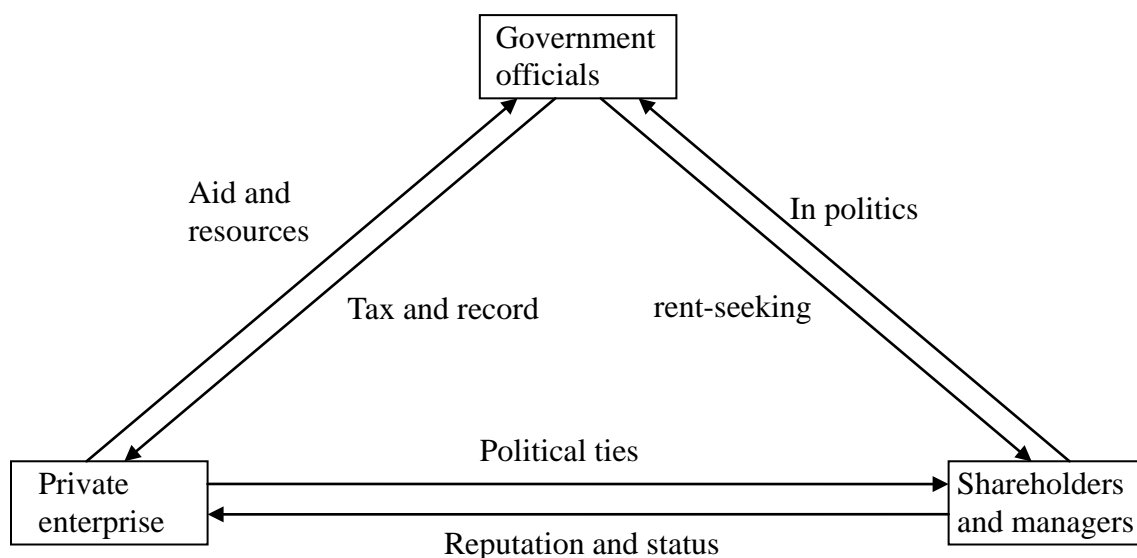 Government
officials
Aid and
resources
In politics
Tax and record
rent-seeking
Political ties
Private
enterprise
Shareholders
and managers
Reputation and status